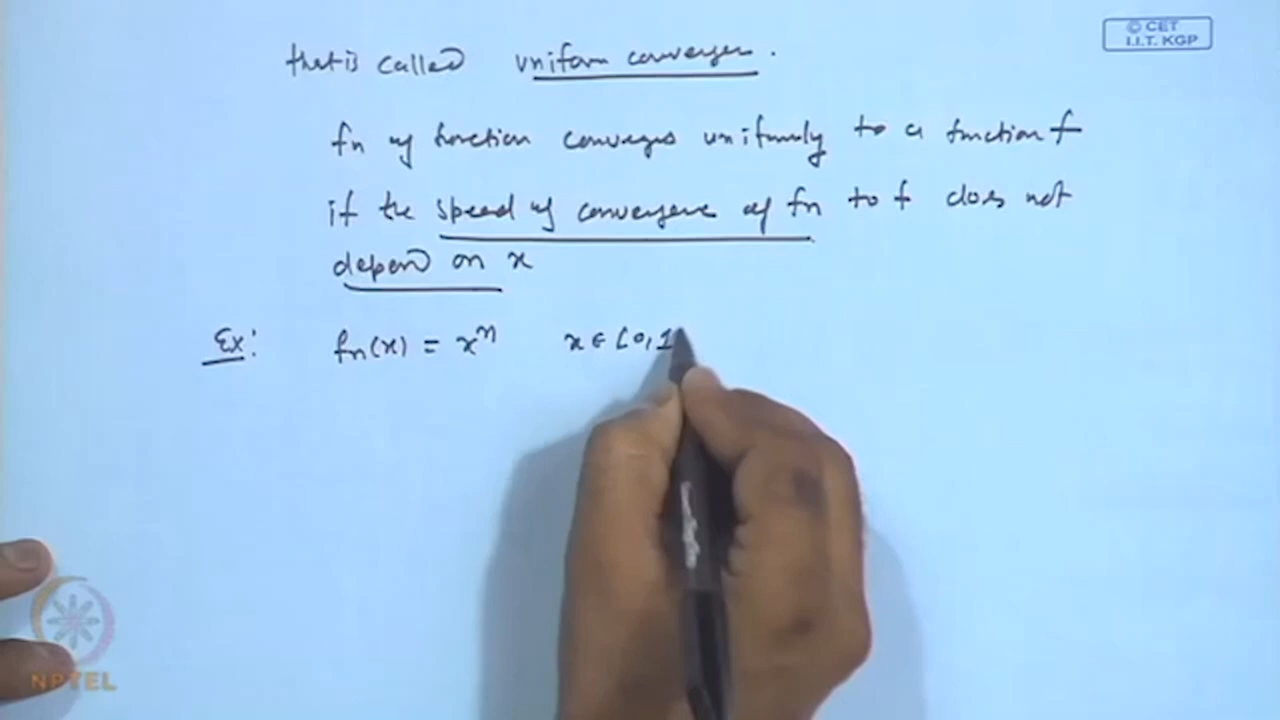 © CET
I.I.T. KGP
that is called uniform convergen.
fn of function converges uniformly to a function f
if the speed of convergence of fn to f does not
depend on x
Ex: fn(x) = x^n x ∈ [0,1
NPTEL